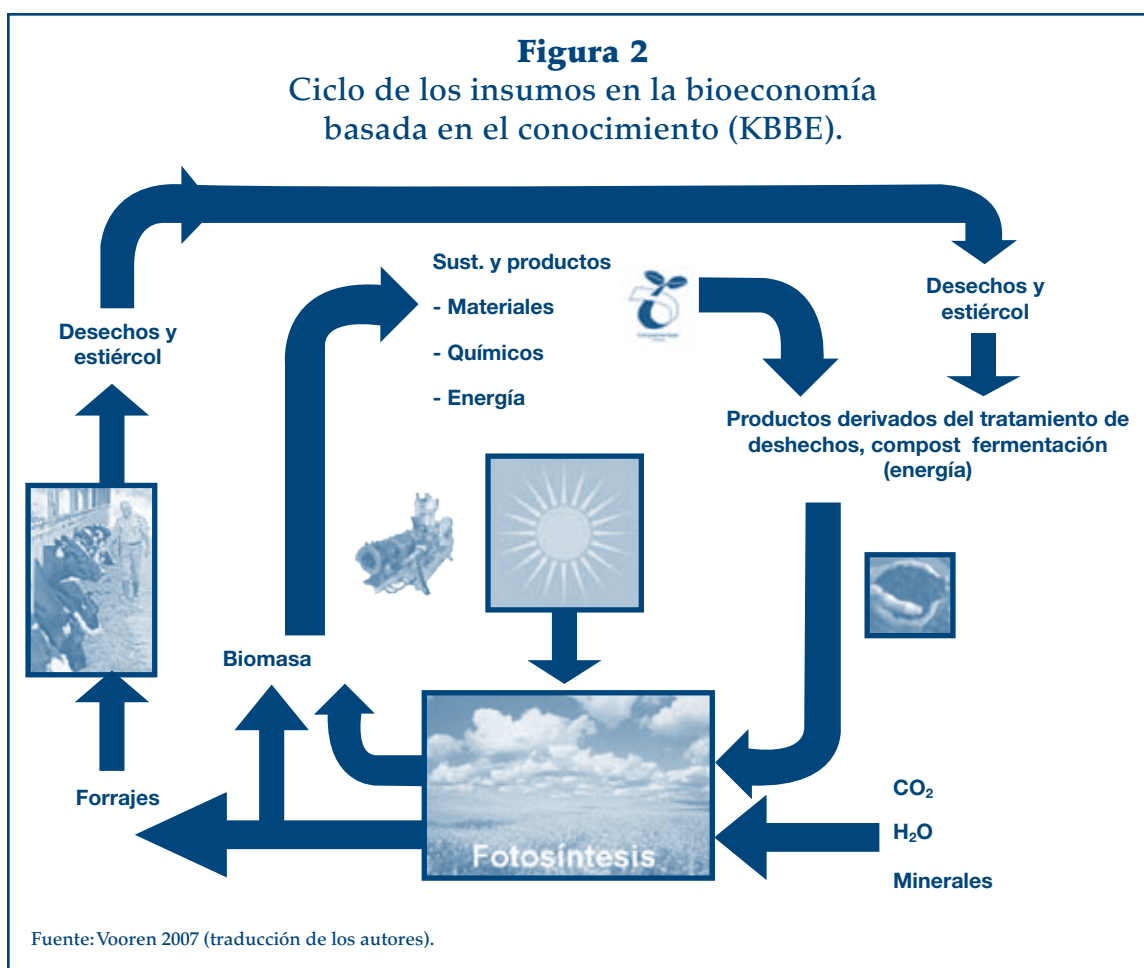 Figura 2
Ciclo de los insumos en la bioeconomía
basada en el conocimiento (KBBE).
Sust. y productos
- Materiales
- Químicos
- Energía
Desechos y
estiércol
Desechos y
estiércol
Productos derivados del tratamiento de
deshechos, compost fermentación
(energía)
Biomasa
Forrajes
Fotosíntesis
CO₂
H₂O
Minerales
Fuente: Vooren 2007 (traducción de los autores).